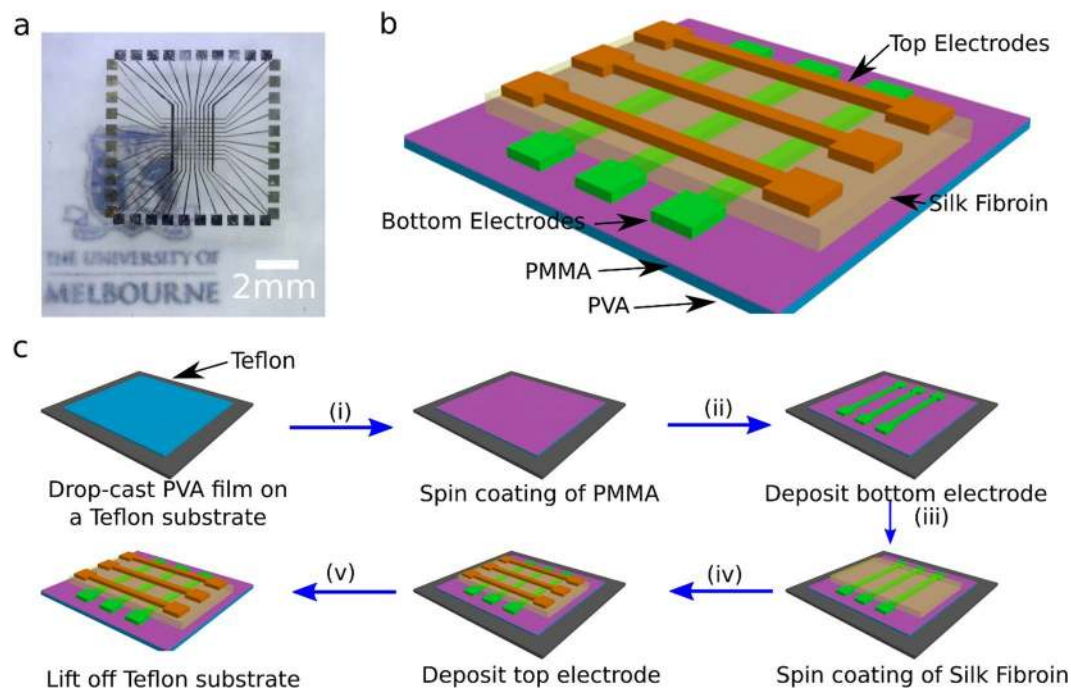 a
THE UNIVERSITY OF
MELBOURNE
2mm
b
Top Electrodes
Silk Fibroin
Bottom Electrodes
PMMA
PVA
c
Teflon
(i)
(ii)
Drop-cast PVA film on
a Teflon substrate
Spin coating of PMMA
Deposit bottom electrode
(iii)
(v)
(iv)
Lift off Teflon substrate
Deposit top electrode
Spin coating of Silk Fibroin